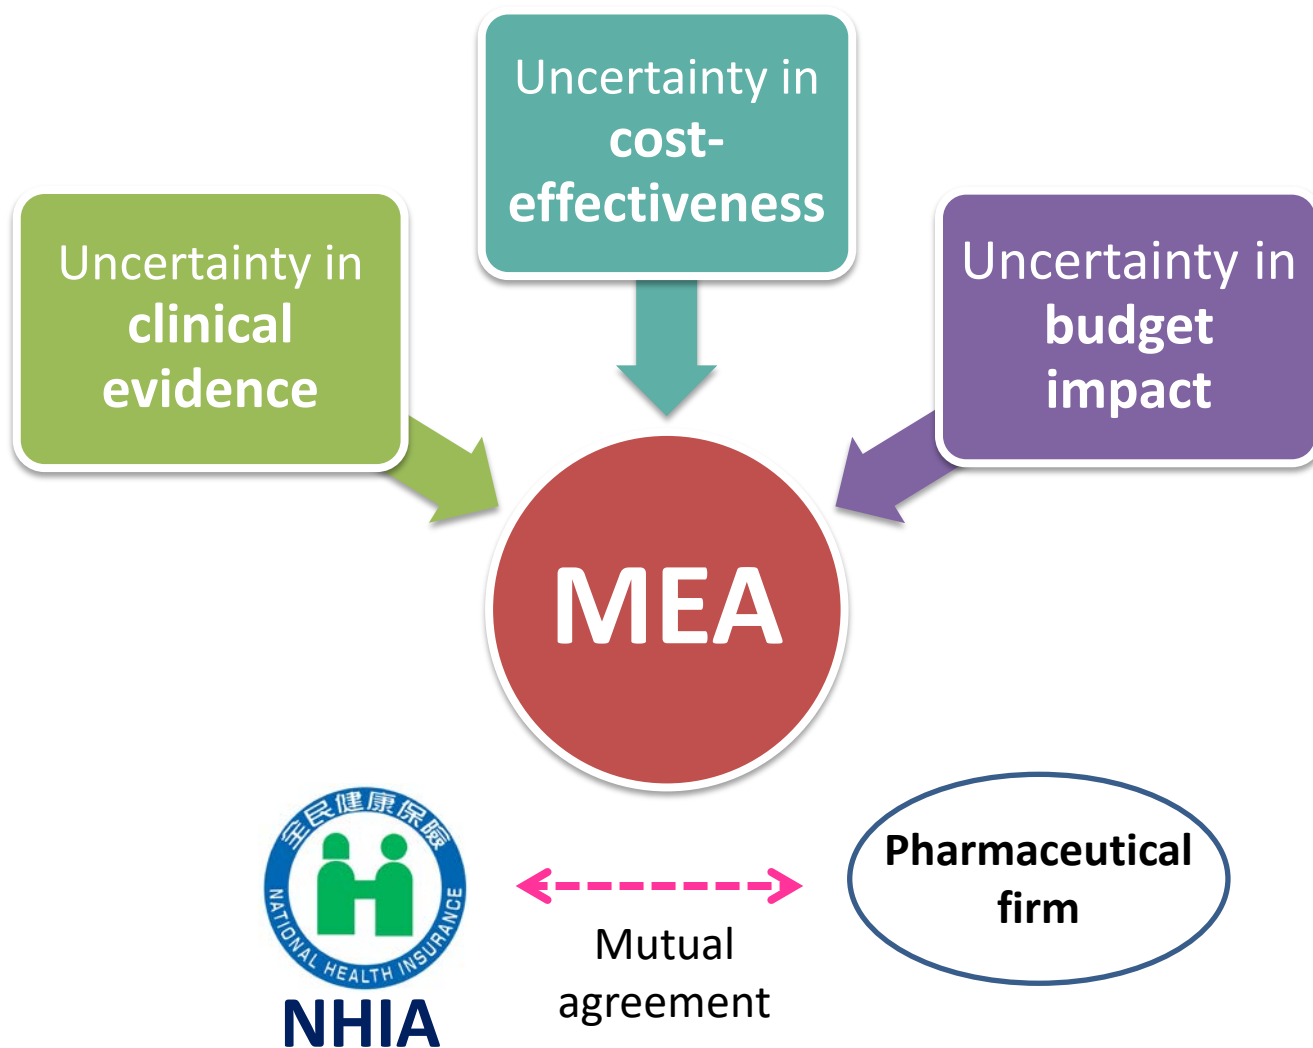 Uncertainty in
cost-
effectiveness
Uncertainty in
clinical
evidence
Uncertainty in
budget
impact
MEA
全民健康保險
NATIONAL HEALTH INSURANCE
NHIA
Mutual
agreement
Pharmaceutical
firm